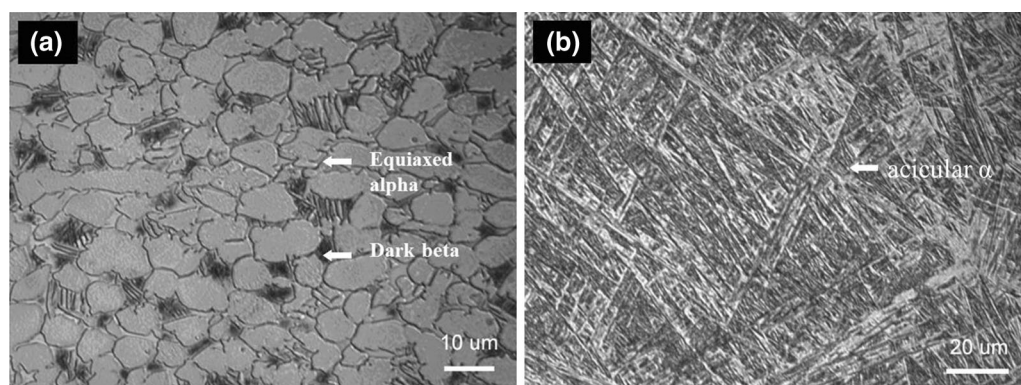 (a)
Equiaxed
alpha
Dark beta
10 um
(b)
acicular α
20 um